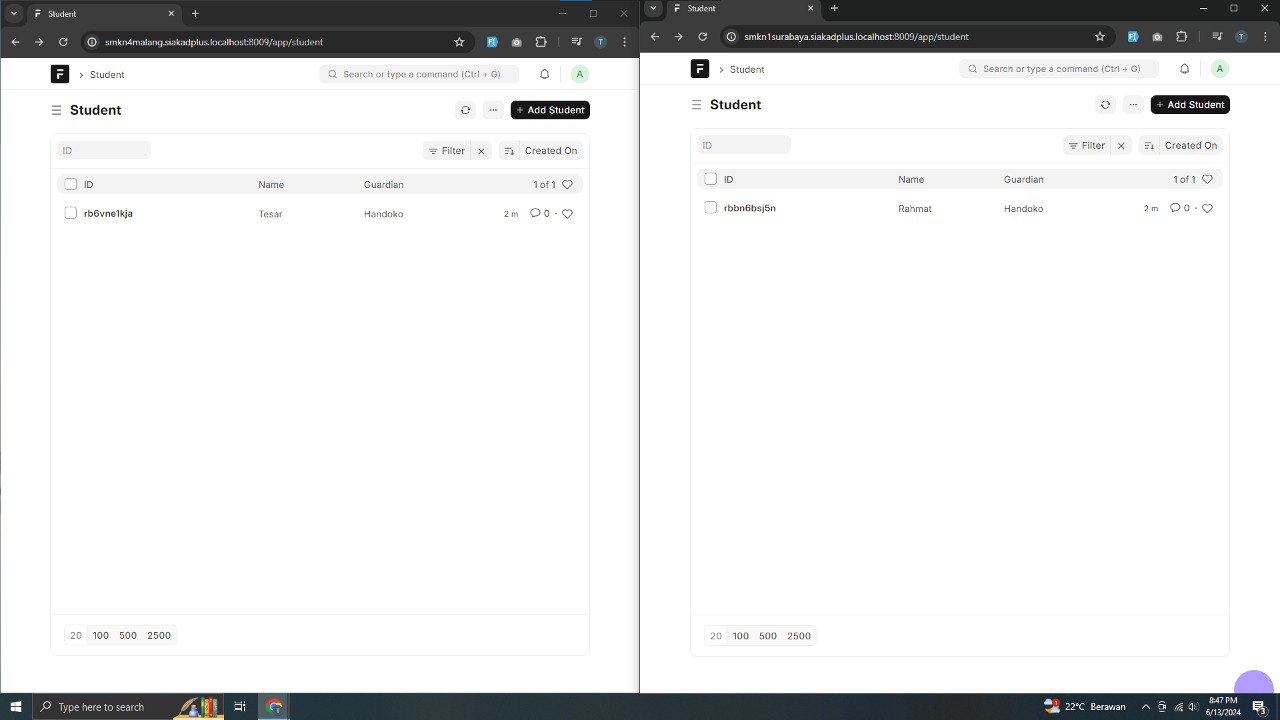 Student
smkn4malang.siakadplus.localhost:8009/app/student
T
F
Student
Search or type a command (Ctrl + G)
A
Student
+ Add Student
ID
Filter
Created On
ID Name Guardian 1 of 1
rb6vne1kja Tesar Handoko 2 m 0
20 100 500 2500
Student
smkn1surabaya.siakadplus.localhost:8009/app/student
T
F
Student
Search or type a command (Ctrl + G)
A
Student
+ Add Student
ID
Filter
Created On
ID Name Guardian 1 of 1
rbbn6bsj5n Rahmat Handoko 2 m 0
20 100 500 2500
Type here to search
22°C Berawan
8:47 PM
6/13/2024